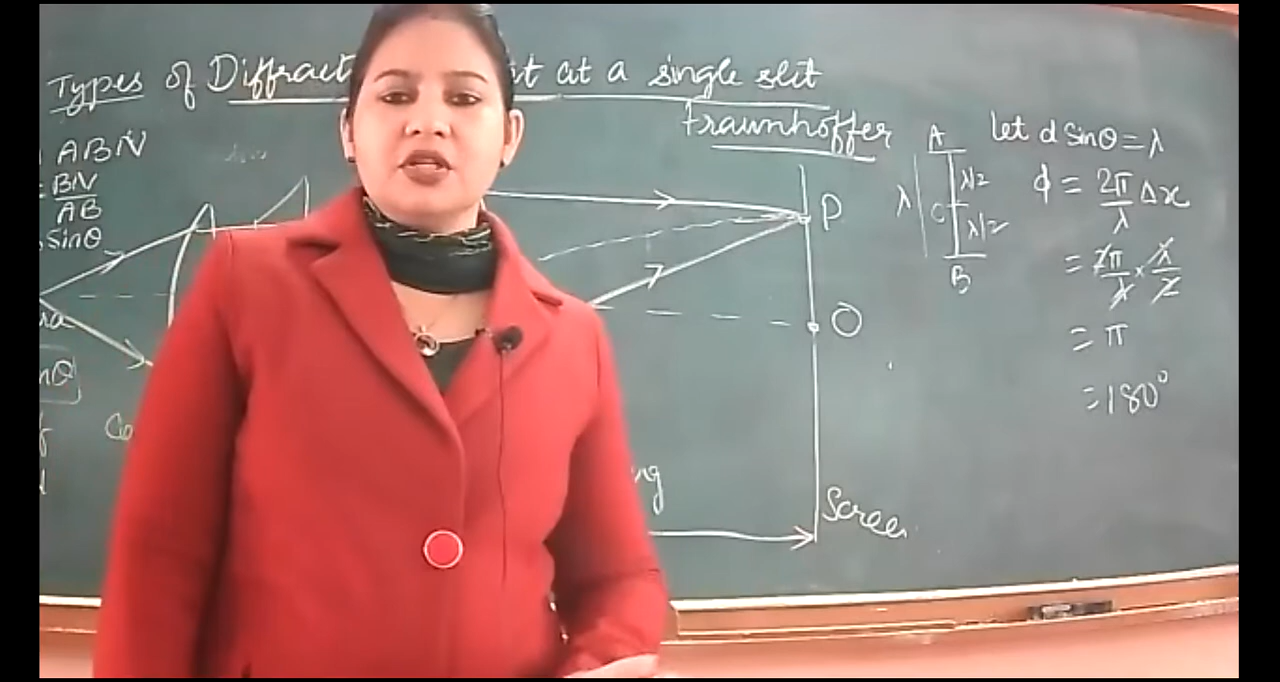 Types of Diffract
it at a single slit
fraunhoffer
ABN
BN
AB
Sinθ
P
O
Screen
A
λ
λ/2
C
λ/2
B
let d Sinθ = λ
ϕ = 2π/λ Δx
= 2π/λ × λ/2
= π
= 180°